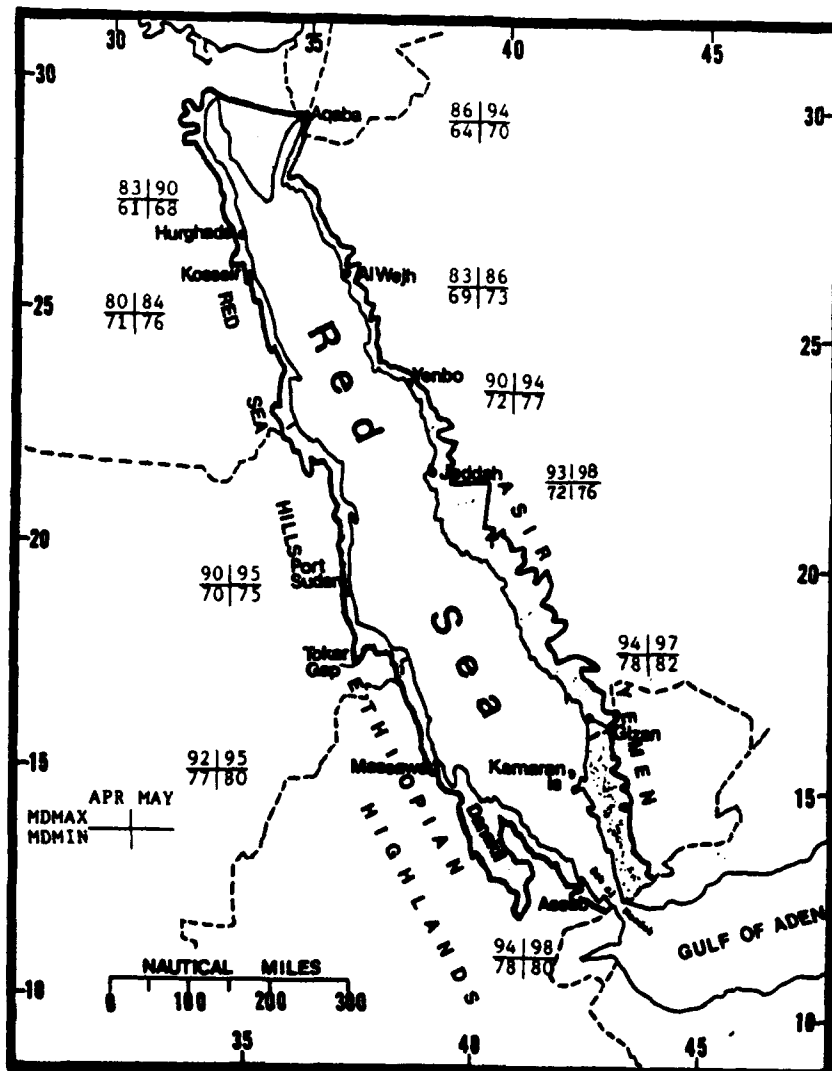 30 35 40 45
30
Aqaba
86|94
64|70
30
83|90
61|68
Hurghada
Kosseir
Al Wejh
83|86
69|73
25
80|84
71|76
RED
Red
25
Yenbo
90|94
72|77
SEA
Jeddah
93|98
72|76
ASIR
20
HILLS
Port
Sudan
90|95
70|75
20
Sea
Tokar
Gap
94|97
78|82
ETHIOPIAN
YEMEN
Gizan
15
92|95
77|80
Massawa
Kamaran
Is
15
APR MAY
MDMAX
MDMIN
Danakil
HIGHLANDS
Assab
GULF OF ADEN
94|98
78|80
NAUTICAL MILES
0 100 200 300
10
10
35 40 45